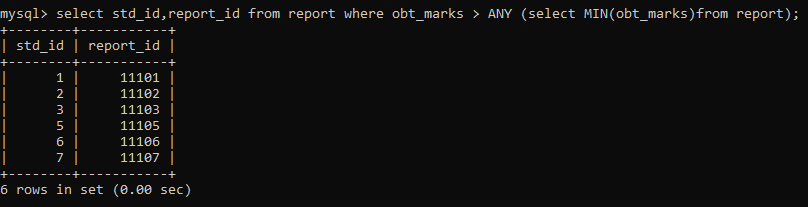 mysql> select std_id,report_id from report where obt_marks > ANY (select MIN(obt_marks)from report);
+--------+-----------+
| std_id | report_id |
+--------+-----------+
|      1 |     11101 |
|      2 |     11102 |
|      3 |     11103 |
|      5 |     11105 |
|      6 |     11106 |
|      7 |     11107 |
+--------+-----------+
6 rows in set (0.00 sec)